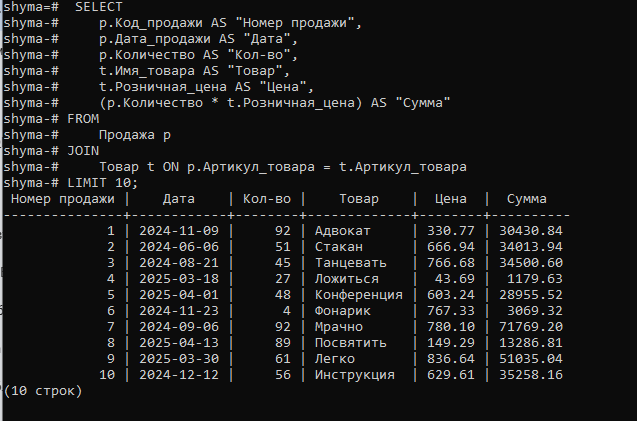 shyma=#  SELECT
shyma-#     p.Код_продажи AS "Номер продажи",
shyma-#     p.Дата_продажи AS "Дата",
shyma-#     p.Количество AS "Кол-во",
shyma-#     t.Имя_товара AS "Товар",
shyma-#     t.Розничная_цена AS "Цена",
shyma-#     (p.Количество * t.Розничная_цена) AS "Сумма"
shyma-# FROM
shyma-#     Продажа p
shyma-# JOIN
shyma-#     Товар t ON p.Артикул_товара = t.Артикул_товара
shyma-# LIMIT 10;
 Номер продажи |    Дата    | Кол-во |    Товар    |  Цена  |  Сумма
---------------+------------+--------+-------------+--------+----------
             1 | 2024-11-09 |     92 | Адвокат     | 330.77 | 30430.84
             2 | 2024-06-06 |     51 | Стакан      | 666.94 | 34013.94
             3 | 2024-08-21 |     45 | Танцевать   | 766.68 | 34500.60
             4 | 2025-03-18 |     27 | Ложиться    |  43.69 |  1179.63
             5 | 2025-04-01 |     48 | Конференция | 603.24 | 28955.52
             6 | 2024-11-23 |      4 | Фонарик     | 767.33 |  3069.32
             7 | 2024-09-06 |     92 | Мрачно      | 780.10 | 71769.20
             8 | 2025-04-13 |     89 | Посвятить   | 149.29 | 13286.81
             9 | 2025-03-30 |     61 | Легко       | 836.64 | 51035.04
            10 | 2024-12-12 |     56 | Инструкция  | 629.61 | 35258.16
(10 строк)